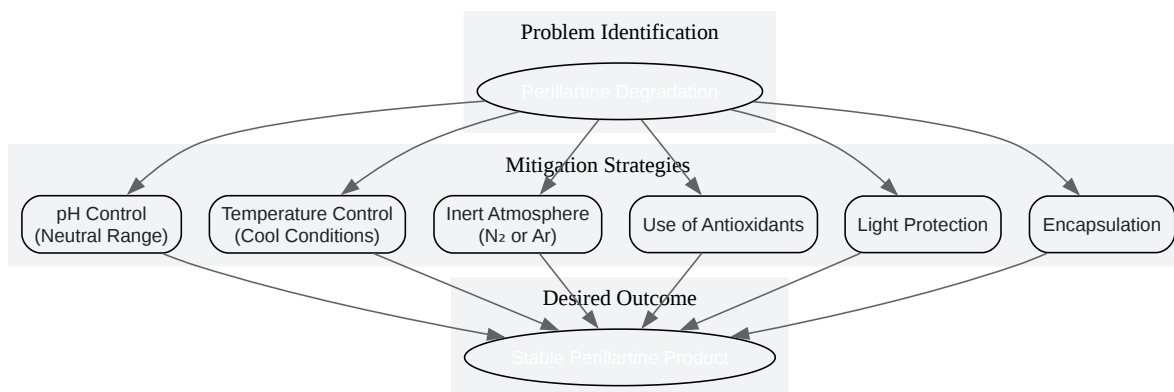 Problem Identification
Perillartine Degradation
Mitigation Strategies
pH Control
(Neutral Range)
Temperature Control
(Cool Conditions)
Inert Atmosphere
(N₂ or Ar)
Use of Antioxidants
Light Protection
Encapsulation
Desired Outcome
Stable Perillartine Product